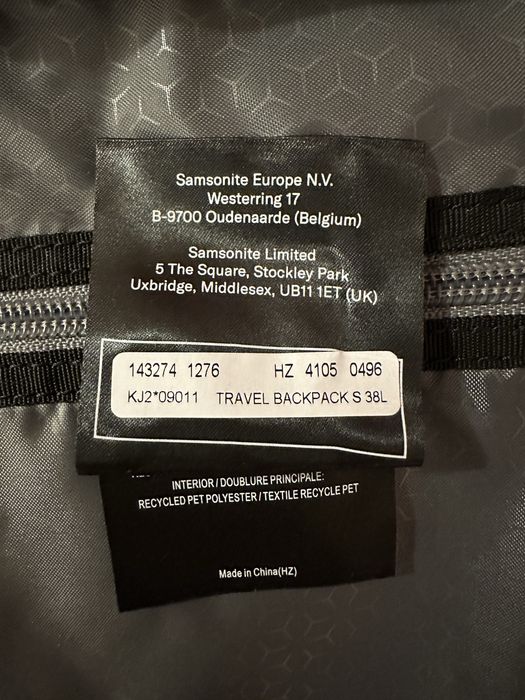 Samsonite Europe N.V.
Westerring 17
B-9700 Oudenaarde (Belgium)
Samsonite Limited
5 The Square, Stockley Park
Uxbridge, Middlesex, UB11 1ET (UK)
143274 1276 HZ 4105 0496
KJ2*09011 TRAVEL BACKPACK S 38L
INTERIOR / DOUBLURE PRINCIPALE:
RECYCLED PET POLYESTER / TEXTILE RECYCLE PET
Made in China(HZ)